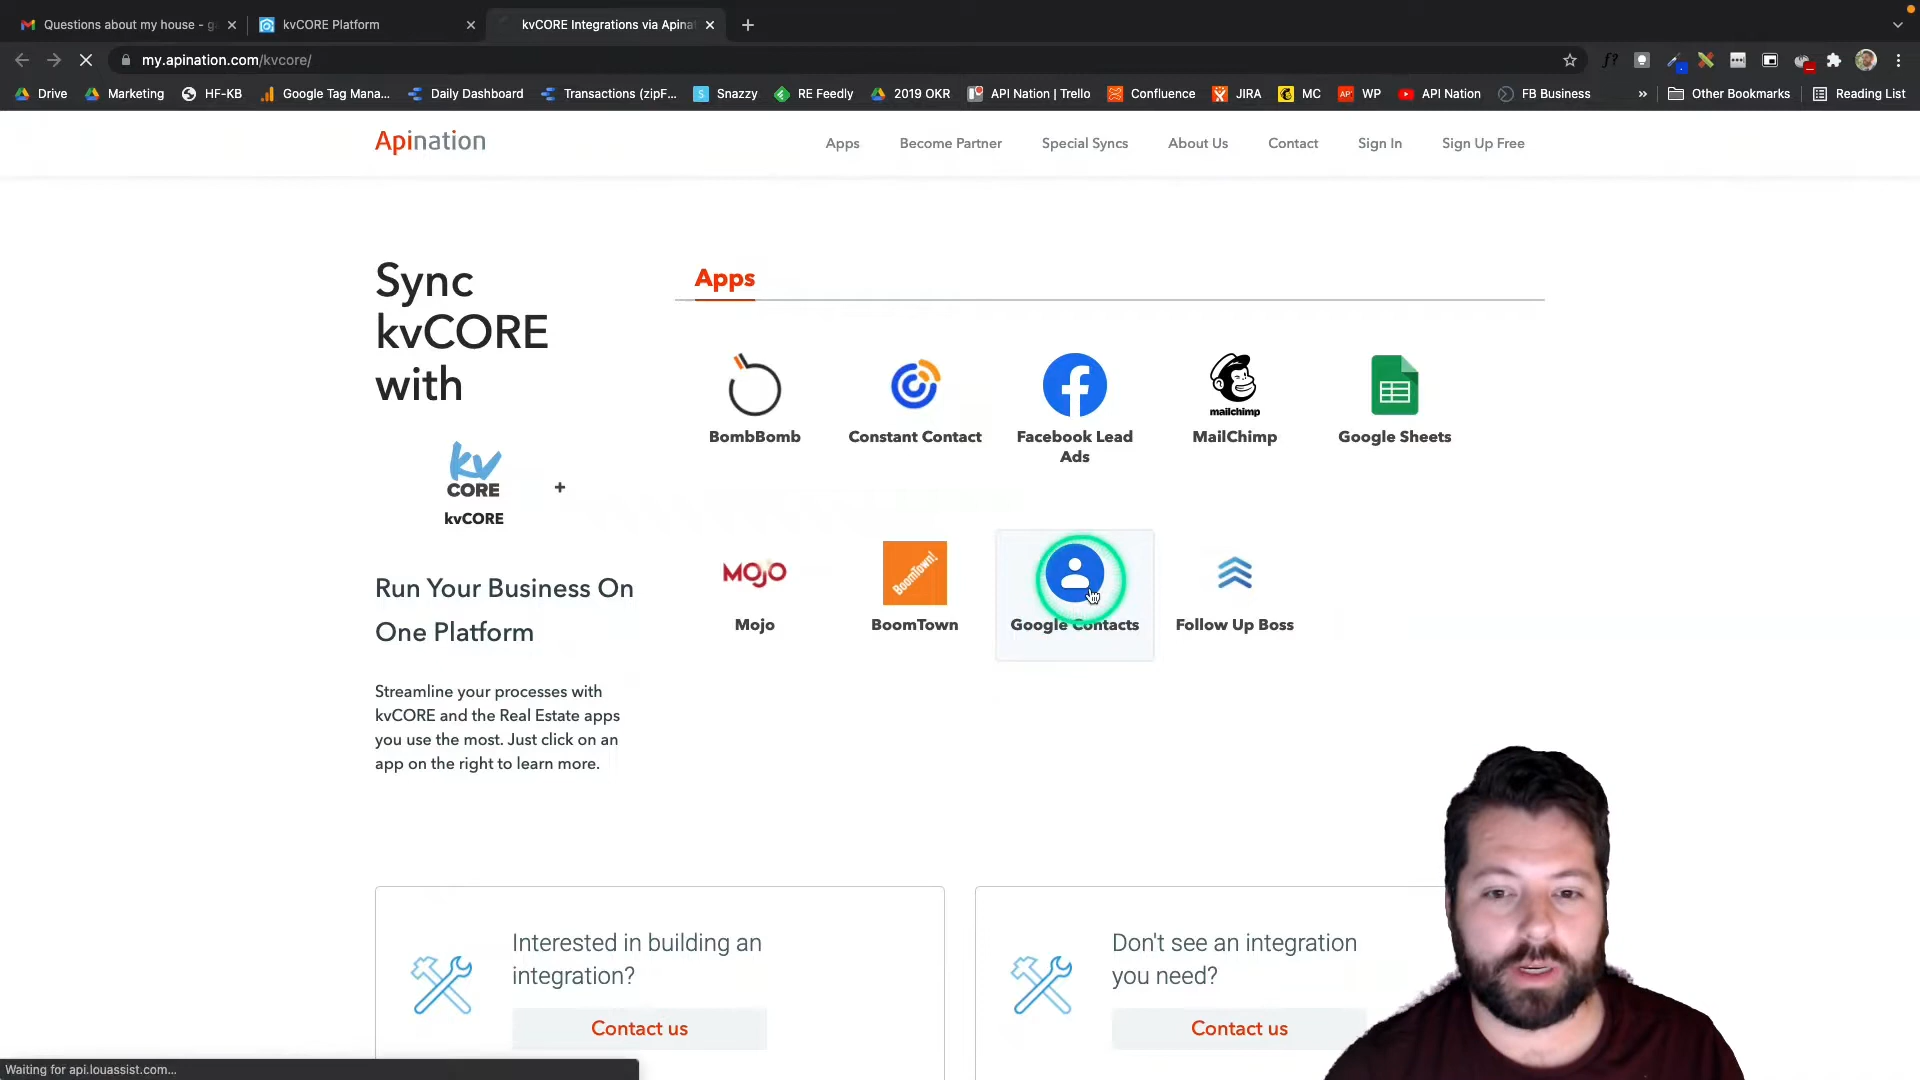 Questions about my house - g
kvCORE Platform
kvCORE Integrations via Apinat
my.apination.com/kvcore/
Drive
Marketing
HF-KB
Google Tag Mana...
Daily Dashboard
Transactions (zipF...
Snazzy
RE Feedly
2019 OKR
API Nation | Trello
Confluence
JIRA
MC
WP
API Nation
FB Business
»
Other Bookmarks
Reading List
Apination
Apps
Become Partner
Special Syncs
About Us
Contact
Sign In
Sign Up Free
Sync
kvCORE
with
kv
CORE
kvCORE
+
Run Your Business On
One Platform
Streamline your processes with
kvCORE and the Real Estate apps
you use the most. Just click on an
app on the right to learn more.
Apps
BombBomb
Constant Contact
Facebook Lead
Ads
mailchimp
MailChimp
Google Sheets
MOJO
Mojo
BoomTown!
BoomTown
Google Contacts
Follow Up Boss
Interested in building an
integration?
Contact us
Don't see an integration
you need?
Contact us
Waiting for api.louassist.com...